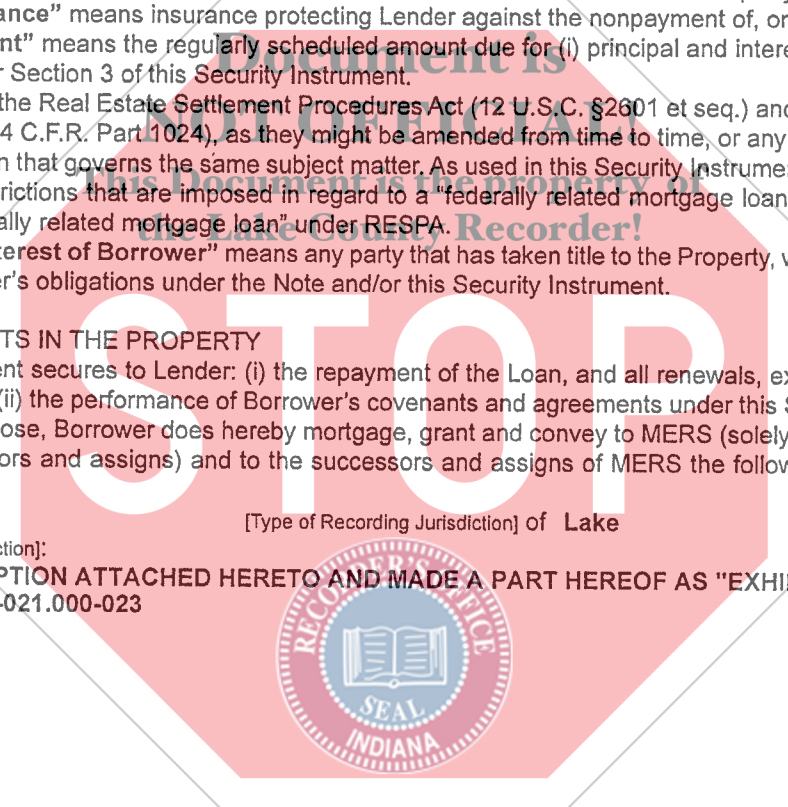 ance" means insurance protecting Lender against the nonpayment of, or
nt" means the regularly scheduled amount due for (i) principal and intere
r Section 3 of this Security Instrument.
the Real Estate Settlement Procedures Act (12 U.S.C. §2601 et seq.) and
4 C.F.R. Part 1024), as they might be amended from time to time, or any
n that governs the same subject matter. As used in this Security Instrume
rictions that are imposed in regard to a "federally related mortgage loan
ally related mortgage loan" under RESPA.
terest of Borrower" means any party that has taken title to the Property, w
er's obligations under the Note and/or this Security Instrument.
TS IN THE PROPERTY
ent secures to Lender: (i) the repayment of the Loan, and all renewals, ex
(ii) the performance of Borrower's covenants and agreements under this S
ose, Borrower does hereby mortgage, grant and convey to MERS (solely
ors and assigns) and to the successors and assigns of MERS the follow
[Type of Recording Jurisdiction] of Lake
ction]:
PTION ATTACHED HERETO AND MADE A PART HEREOF AS "EXHI
-021.000-023
Document is
NOT OFFICIAL!
This Document is the property of
the Lake County Recorder!
STOP
RECORDER'S OFFICE
SEAL
INDIANA